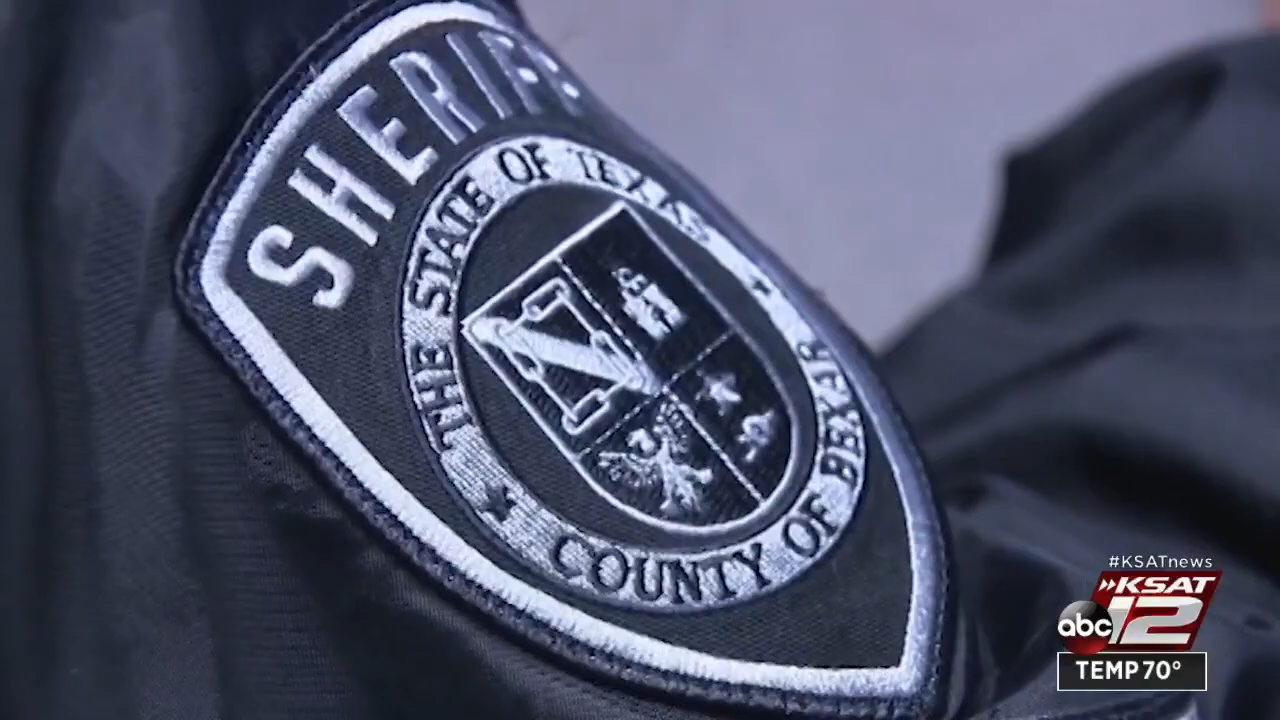 SHERIFF
THE STATE OF TEXAS
COUNTY OF BEXAR
#KSATnews
KSAT
abc 12
TEMP 70°